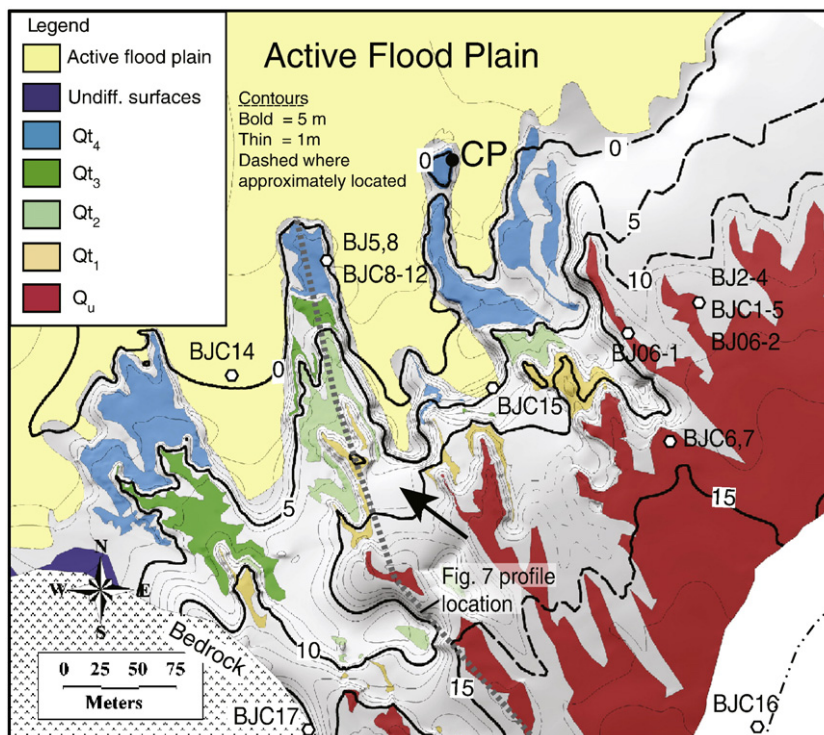 Legend
Active flood plain
Undiff. surfaces
Qt4
Qt3
Qt2
Qt1
Qu
Active Flood Plain
Contours
Bold = 5 m
Thin = 1m
Dashed where
approximately located
0
CP
0
5
10
BJ5,8
BJC8-12
BJ2-4
BJC1-5
BJ06-2
BJ06-1
BJC14
0
BJC15
BJC6,7
5
15
Fig. 7 profile
location
N
W E
S
Bedrock
10
15
0 25 50 75
Meters
BJC17
BJC16